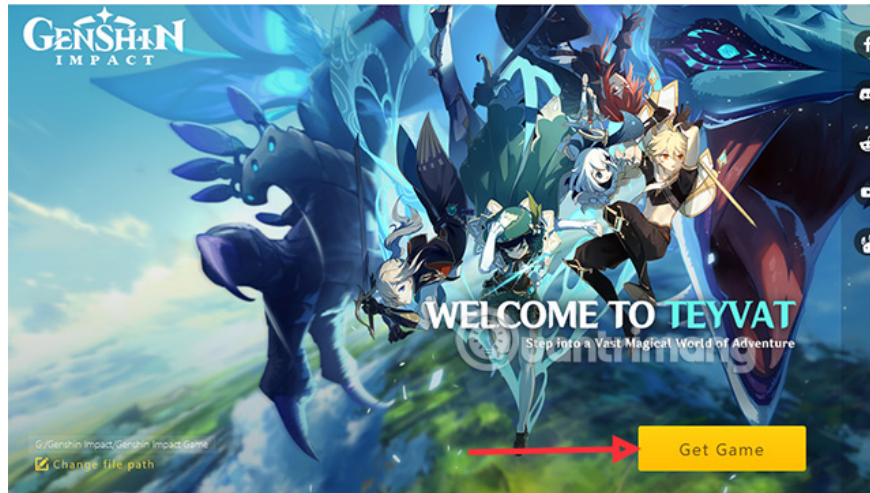 GENSHIN
IMPACT
WELCOME TO TEYVAT
Step into a Vast Magical World of Adventure
Quantrimang
G:/Genshin Impact/Genshin Impact Game
Change file path
Get Game